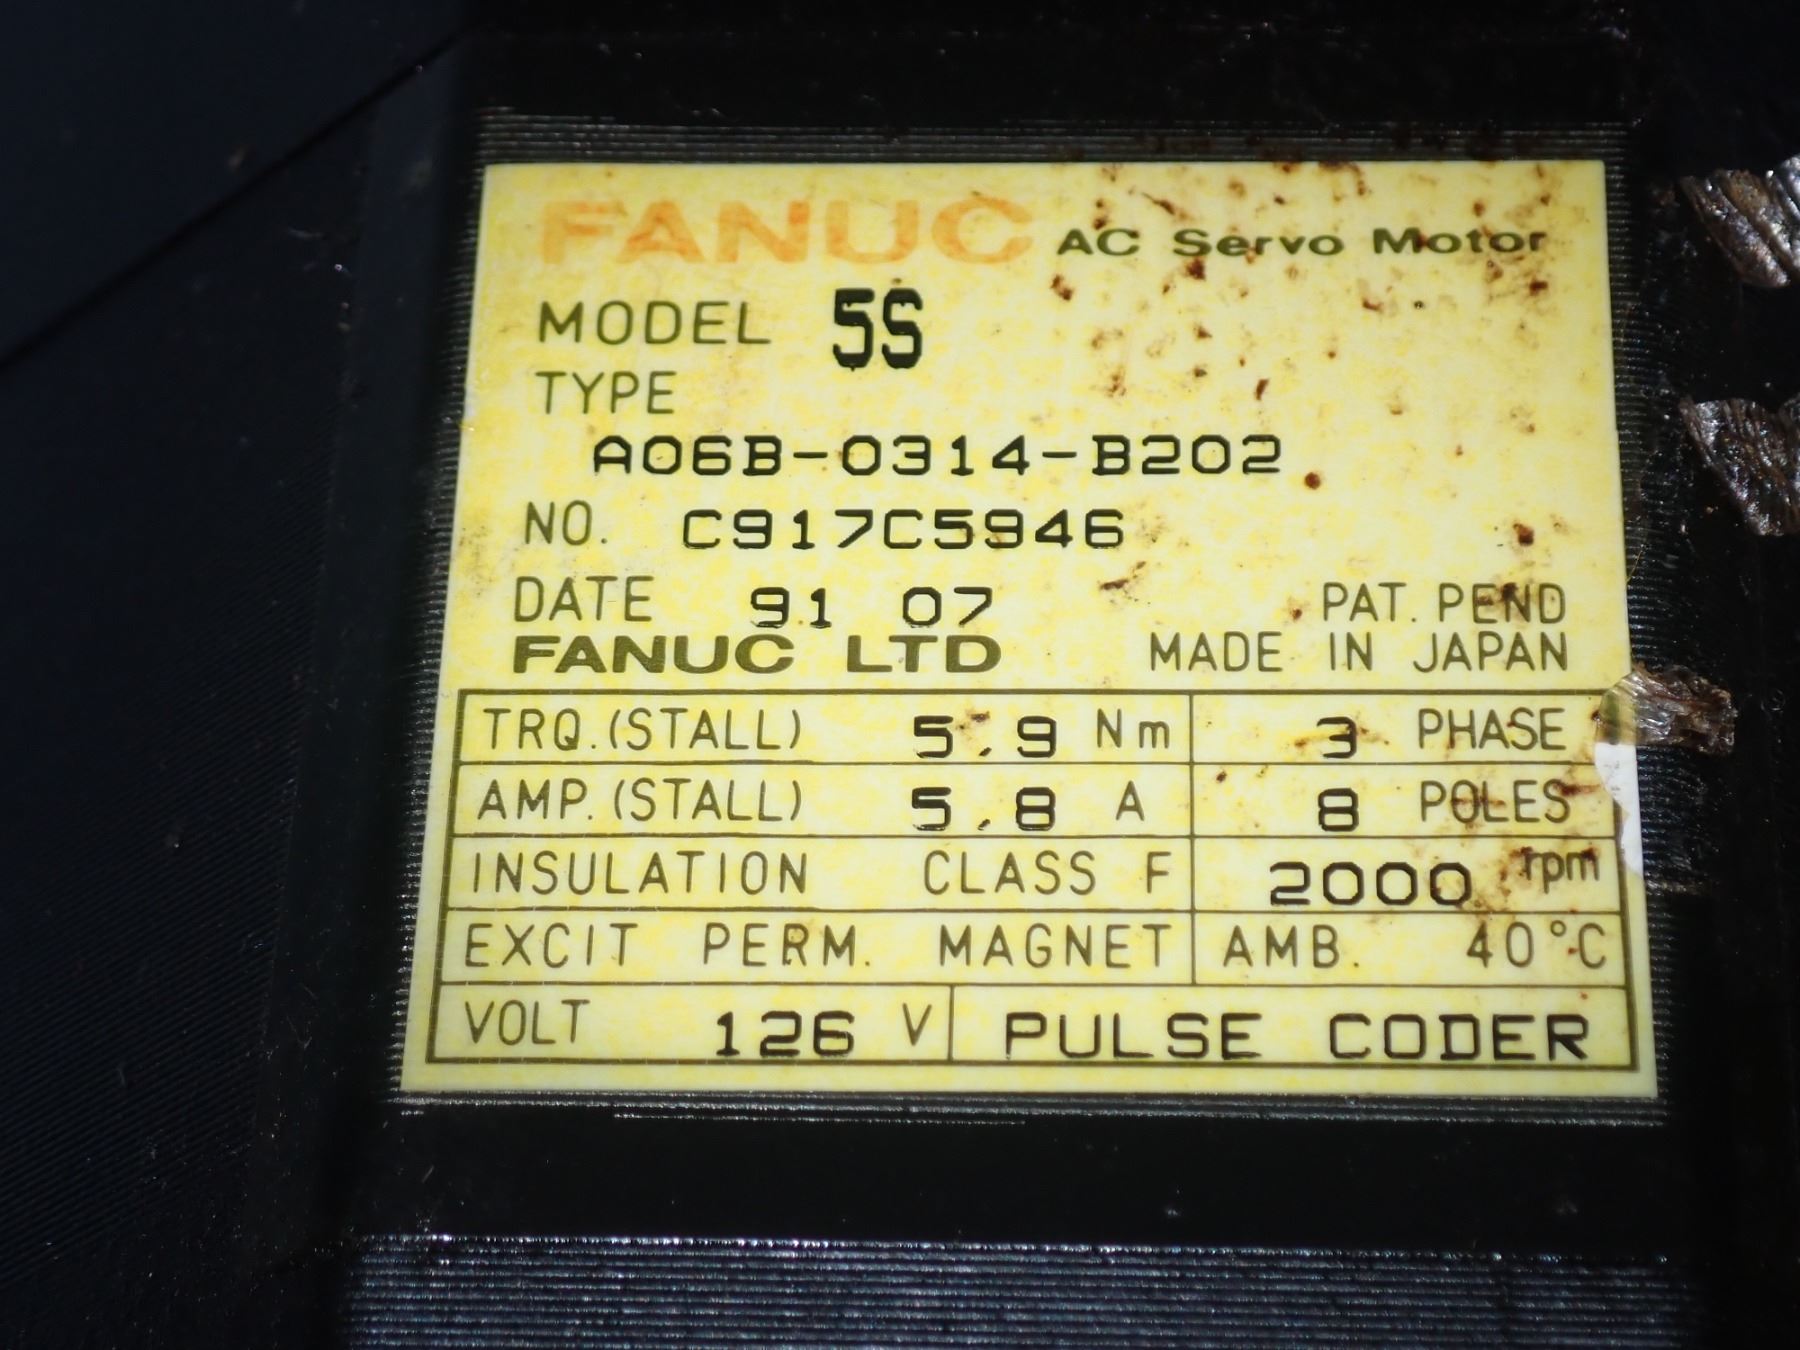 FANUC AC Servo Motor
MODEL 5S
TYPE
A06B-0314-B202
NO. C917C5946
DATE 91 07 PAT. PEND
FANUC LTD MADE IN JAPAN
TRQ.(STALL) 5.9 Nm 3 PHASE
AMP.(STALL) 5.8 A 8 POLES
INSULATION CLASS F 2000 rpm
EXCIT PERM. MAGNET AMB. 40°C
VOLT 126 V PULSE CODER